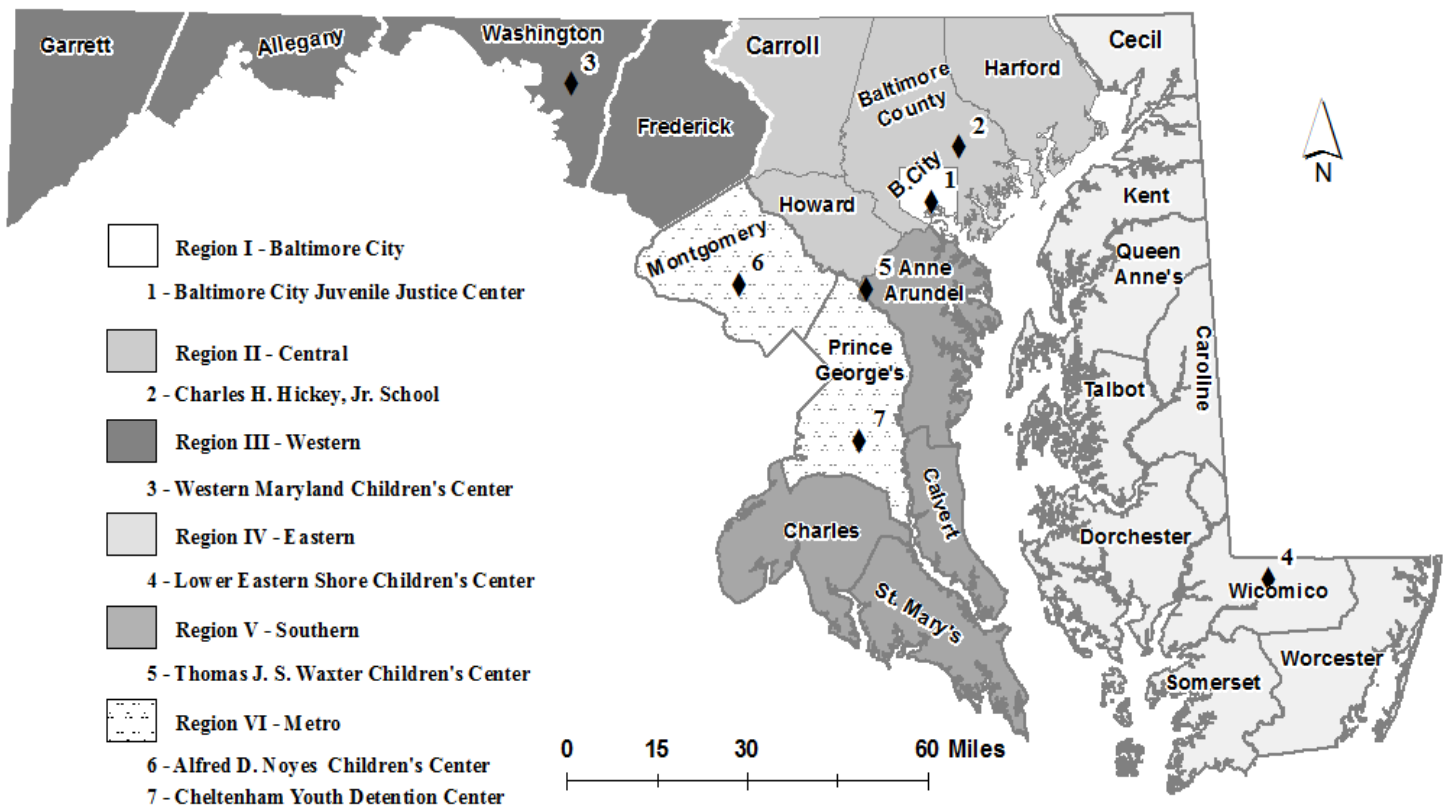 Garrett
Allegany
Washington
3
Frederick
Carroll
Baltimore
County
Harford
Cecil
2
B.City
1
Howard
Montgomery
6
5 Anne
Arundel
Prince
George's
7
Calvert
Charles
St. Mary's
Kent
Queen
Anne's
Caroline
Talbot
Dorchester
4
Wicomico
Worcester
Somerset
N
Region I - Baltimore City
1 - Baltimore City Juvenile Justice Center
Region II - Central
2 - Charles H. Hickey, Jr. School
Region III - Western
3 - Western Maryland Children's Center
Region IV - Eastern
4 - Lower Eastern Shore Children's Center
Region V - Southern
5 - Thomas J. S. Waxter Children's Center
Region VI - Metro
6 - Alfred D. Noyes Children's Center
7 - Cheltenham Youth Detention Center
0 15 30 60 Miles